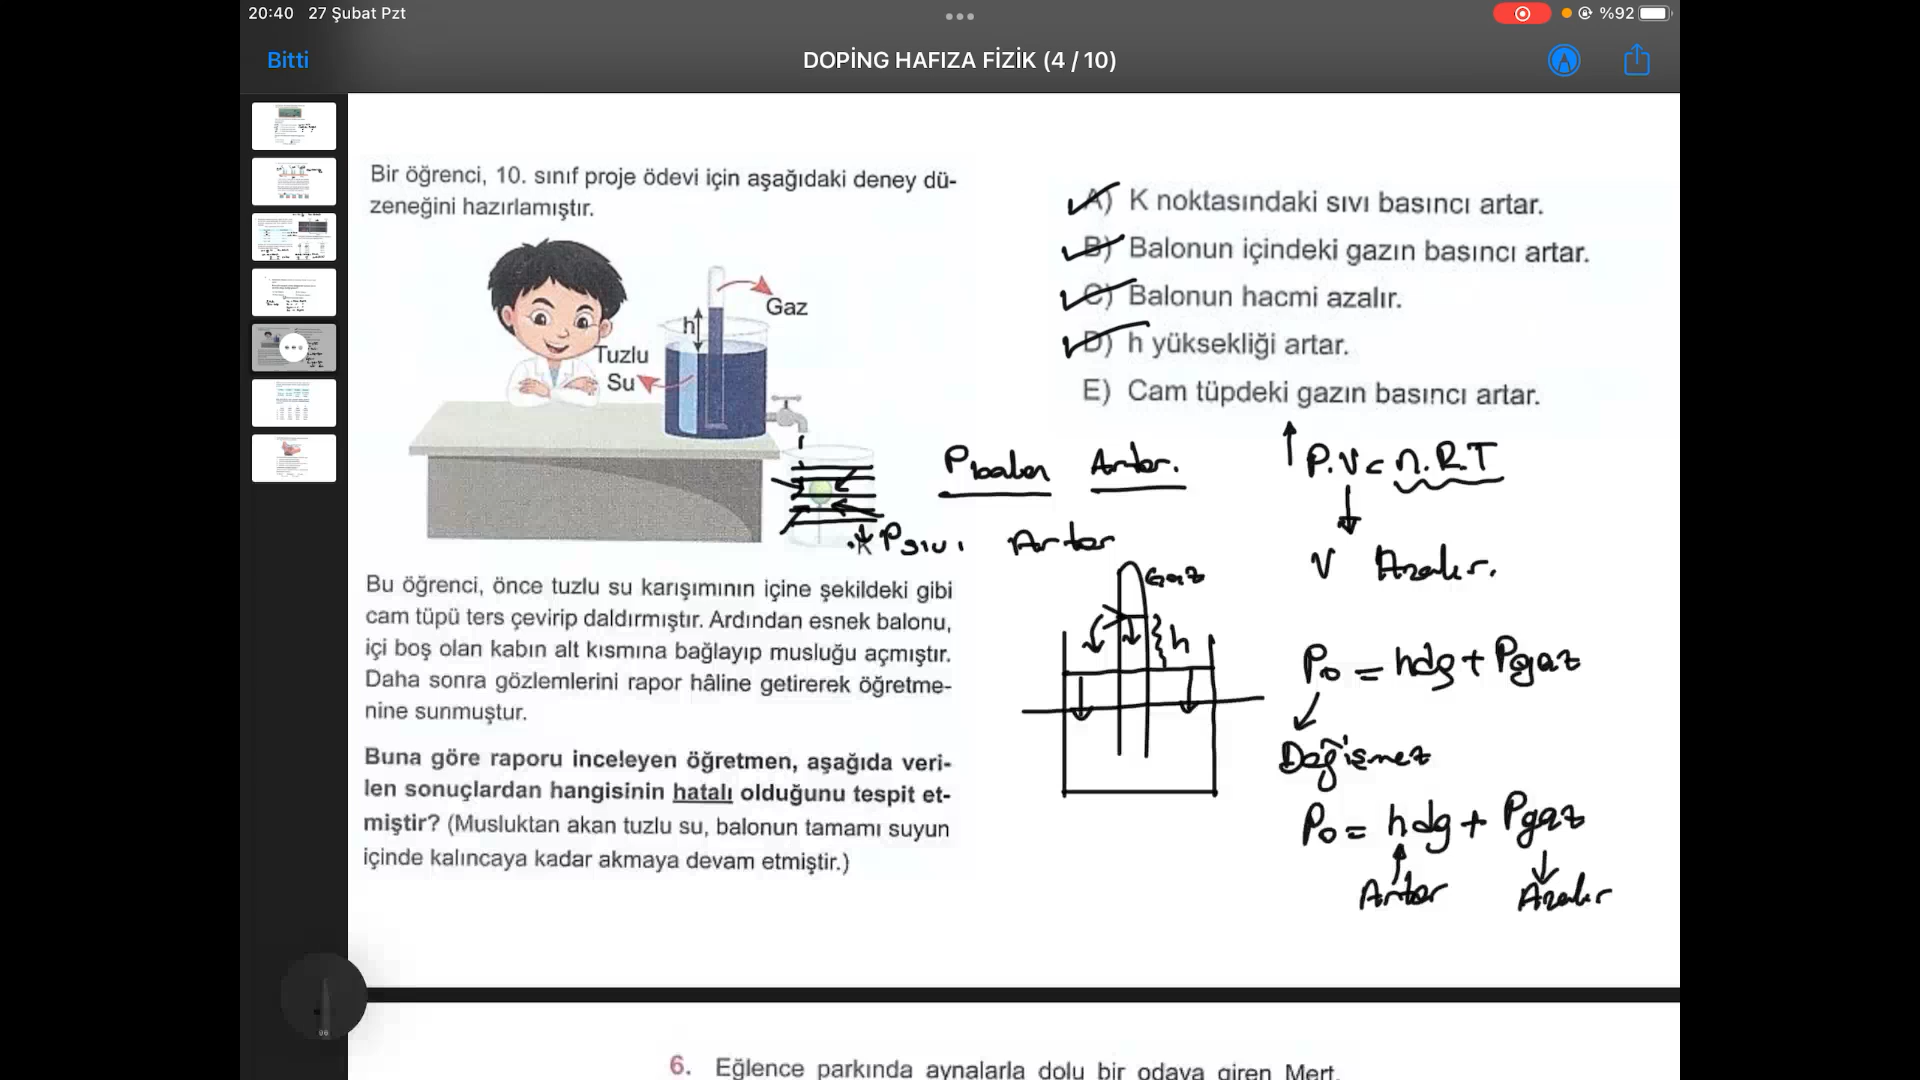 20:40 27 Şubat Pzt
%92
Bitti
DOPİNG HAFIZA FİZİK (4 / 10)
Bir öğrenci, 10. sınıf proje ödevi için aşağıdaki deney dü-
zeneğini hazırlamıştır.
Gaz
h
Tuzlu
Su
K
Bu öğrenci, önce tuzlu su karışımının içine şekildeki gibi
cam tüpü ters çevirip daldırmıştır. Ardından esnek balonu,
içi boş olan kabın alt kısmına bağlayıp musluğu açmıştır.
Daha sonra gözlemlerini rapor hâline getirerek öğretme-
nine sunmuştur.
Buna göre raporu inceleyen öğretmen, aşağıda veri-
len sonuçlardan hangisinin hatalı olduğunu tespit et-
miştir? (Musluktan akan tuzlu su, balonun tamamı suyun
içinde kalıncaya kadar akmaya devam etmiştir.)
A) K noktasındaki sıvı basıncı artar.
B) Balonun içindeki gazın basıncı artar.
C) Balonun hacmi azalır.
D) h yüksekliği artar.
E) Cam tüpdeki gazın basıncı artar.
Pbalon Artar.
Psıvı Artar
P.V = n.R.T
V Azalır.
Gaz
h
P0 = hdg + Pgaz
Değişmez
P0 = hdg + Pgaz
Artar Azalır
6. Eğlence parkında aynalarla dolu bir odaya giren Mert,